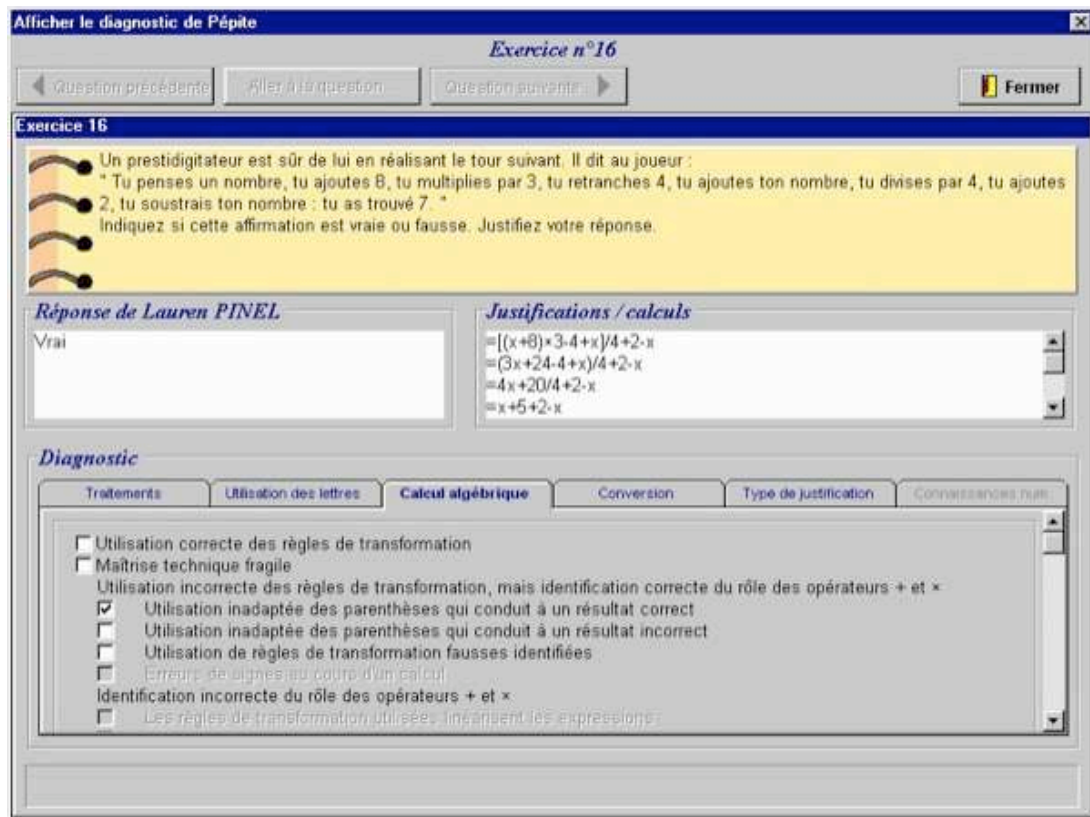 Afficher le diagnostic de Pépite
Exercice n°16
Question précédente
Aller à la question...
Question suivante
Fermer
Exercice 16
Un prestidigitateur est sûr de lui en réalisant le tour suivant. Il dit au joueur :
" Tu penses un nombre, tu ajoutes 8, tu multiplies par 3, tu retranches 4, tu ajoutes ton nombre, tu divises par 4, tu ajoutes
2, tu soustrais ton nombre : tu as trouvé 7. "
Indiquez si cette affirmation est vraie ou fausse. Justifiez votre réponse.
Réponse de Lauren PINEL
Vrai
Justifications / calculs
=[(x+8)×3-4+x]/4+2-x
=(3x+24-4+x)/4+2-x
=4x+20/4+2-x
=x+5+2-x
Diagnostic
Traitements
Utilisation des lettres
Calcul algébrique
Conversion
Type de justification
Connaissances num.
Utilisation correcte des règles de transformation
Maîtrise technique fragile
Utilisation incorrecte des règles de transformation, mais identification correcte du rôle des opérateurs + et ×
Utilisation inadaptée des parenthèses qui conduit à un résultat correct
Utilisation inadaptée des parenthèses qui conduit à un résultat incorrect
Utilisation de règles de transformation fausses identifiées
Erreurs de signes au cours d'un calcul
Identification incorrecte du rôle des opérateurs + et ×
Les règles de transformation utilisées linéarisent les expressions